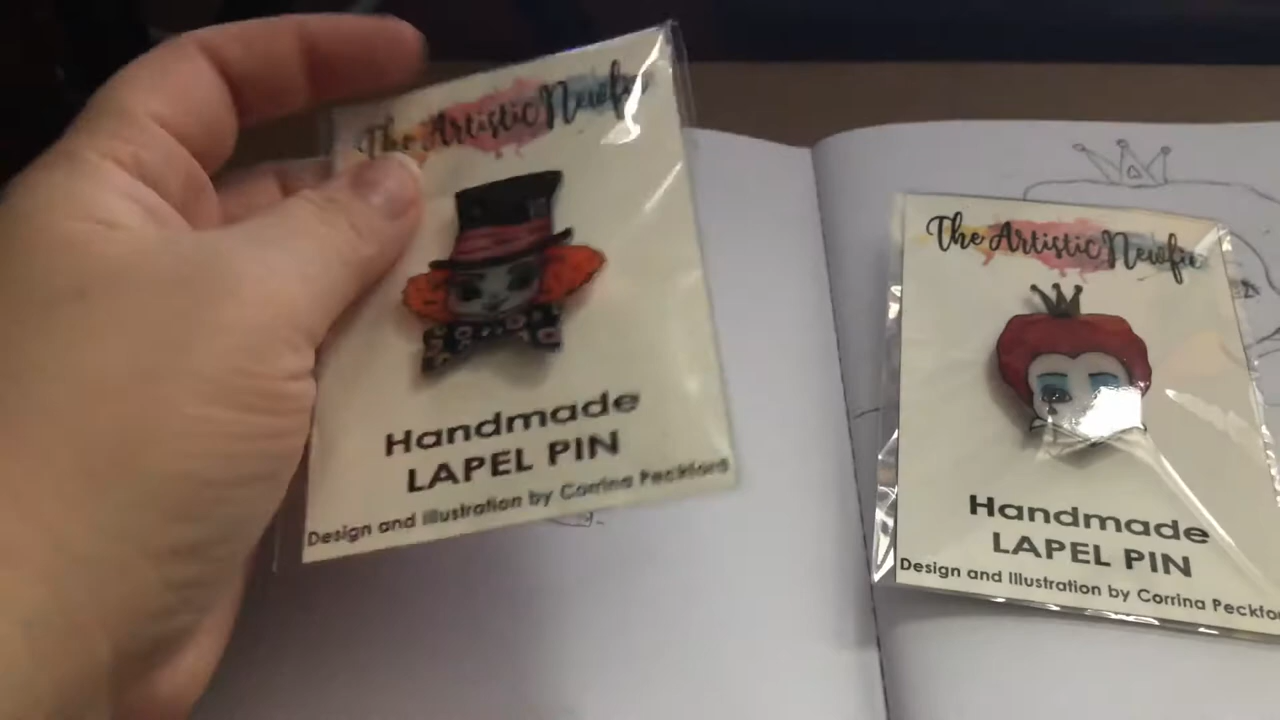 The Artistic Newfie
Handmade
LAPEL PIN
Design and Illustration by Corrina Peckford
The Artistic Newfie
Handmade
LAPEL PIN
Design and Illustration by Corrina Peckfor